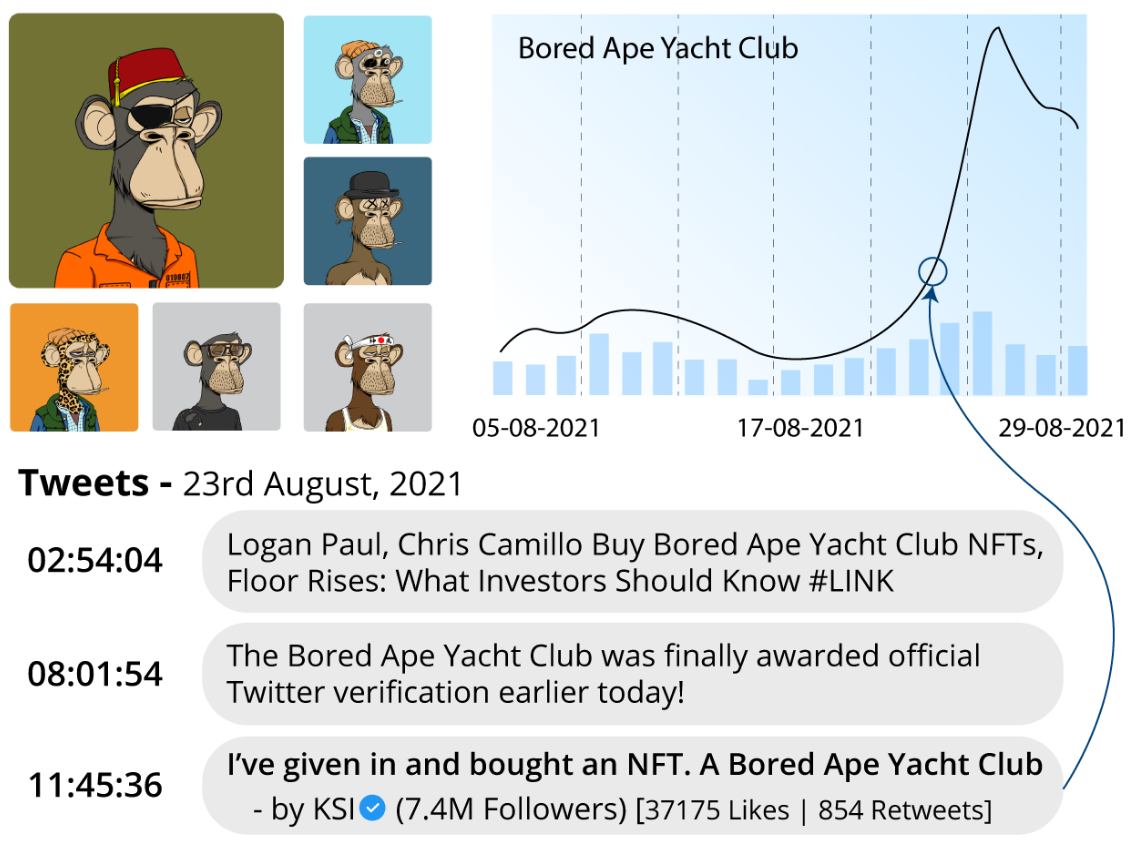 Bored Ape Yacht Club
05-08-2021 17-08-2021 29-08-2021
Tweets - 23rd August, 2021
02:54:04
Logan Paul, Chris Camillo Buy Bored Ape Yacht Club NFTs,
Floor Rises: What Investors Should Know #LINK
08:01:54
The Bored Ape Yacht Club was finally awarded official
Twitter verification earlier today!
11:45:36
I’ve given in and bought an NFT. A Bored Ape Yacht Club
- by KSI (7.4M Followers) [37175 Likes | 854 Retweets]